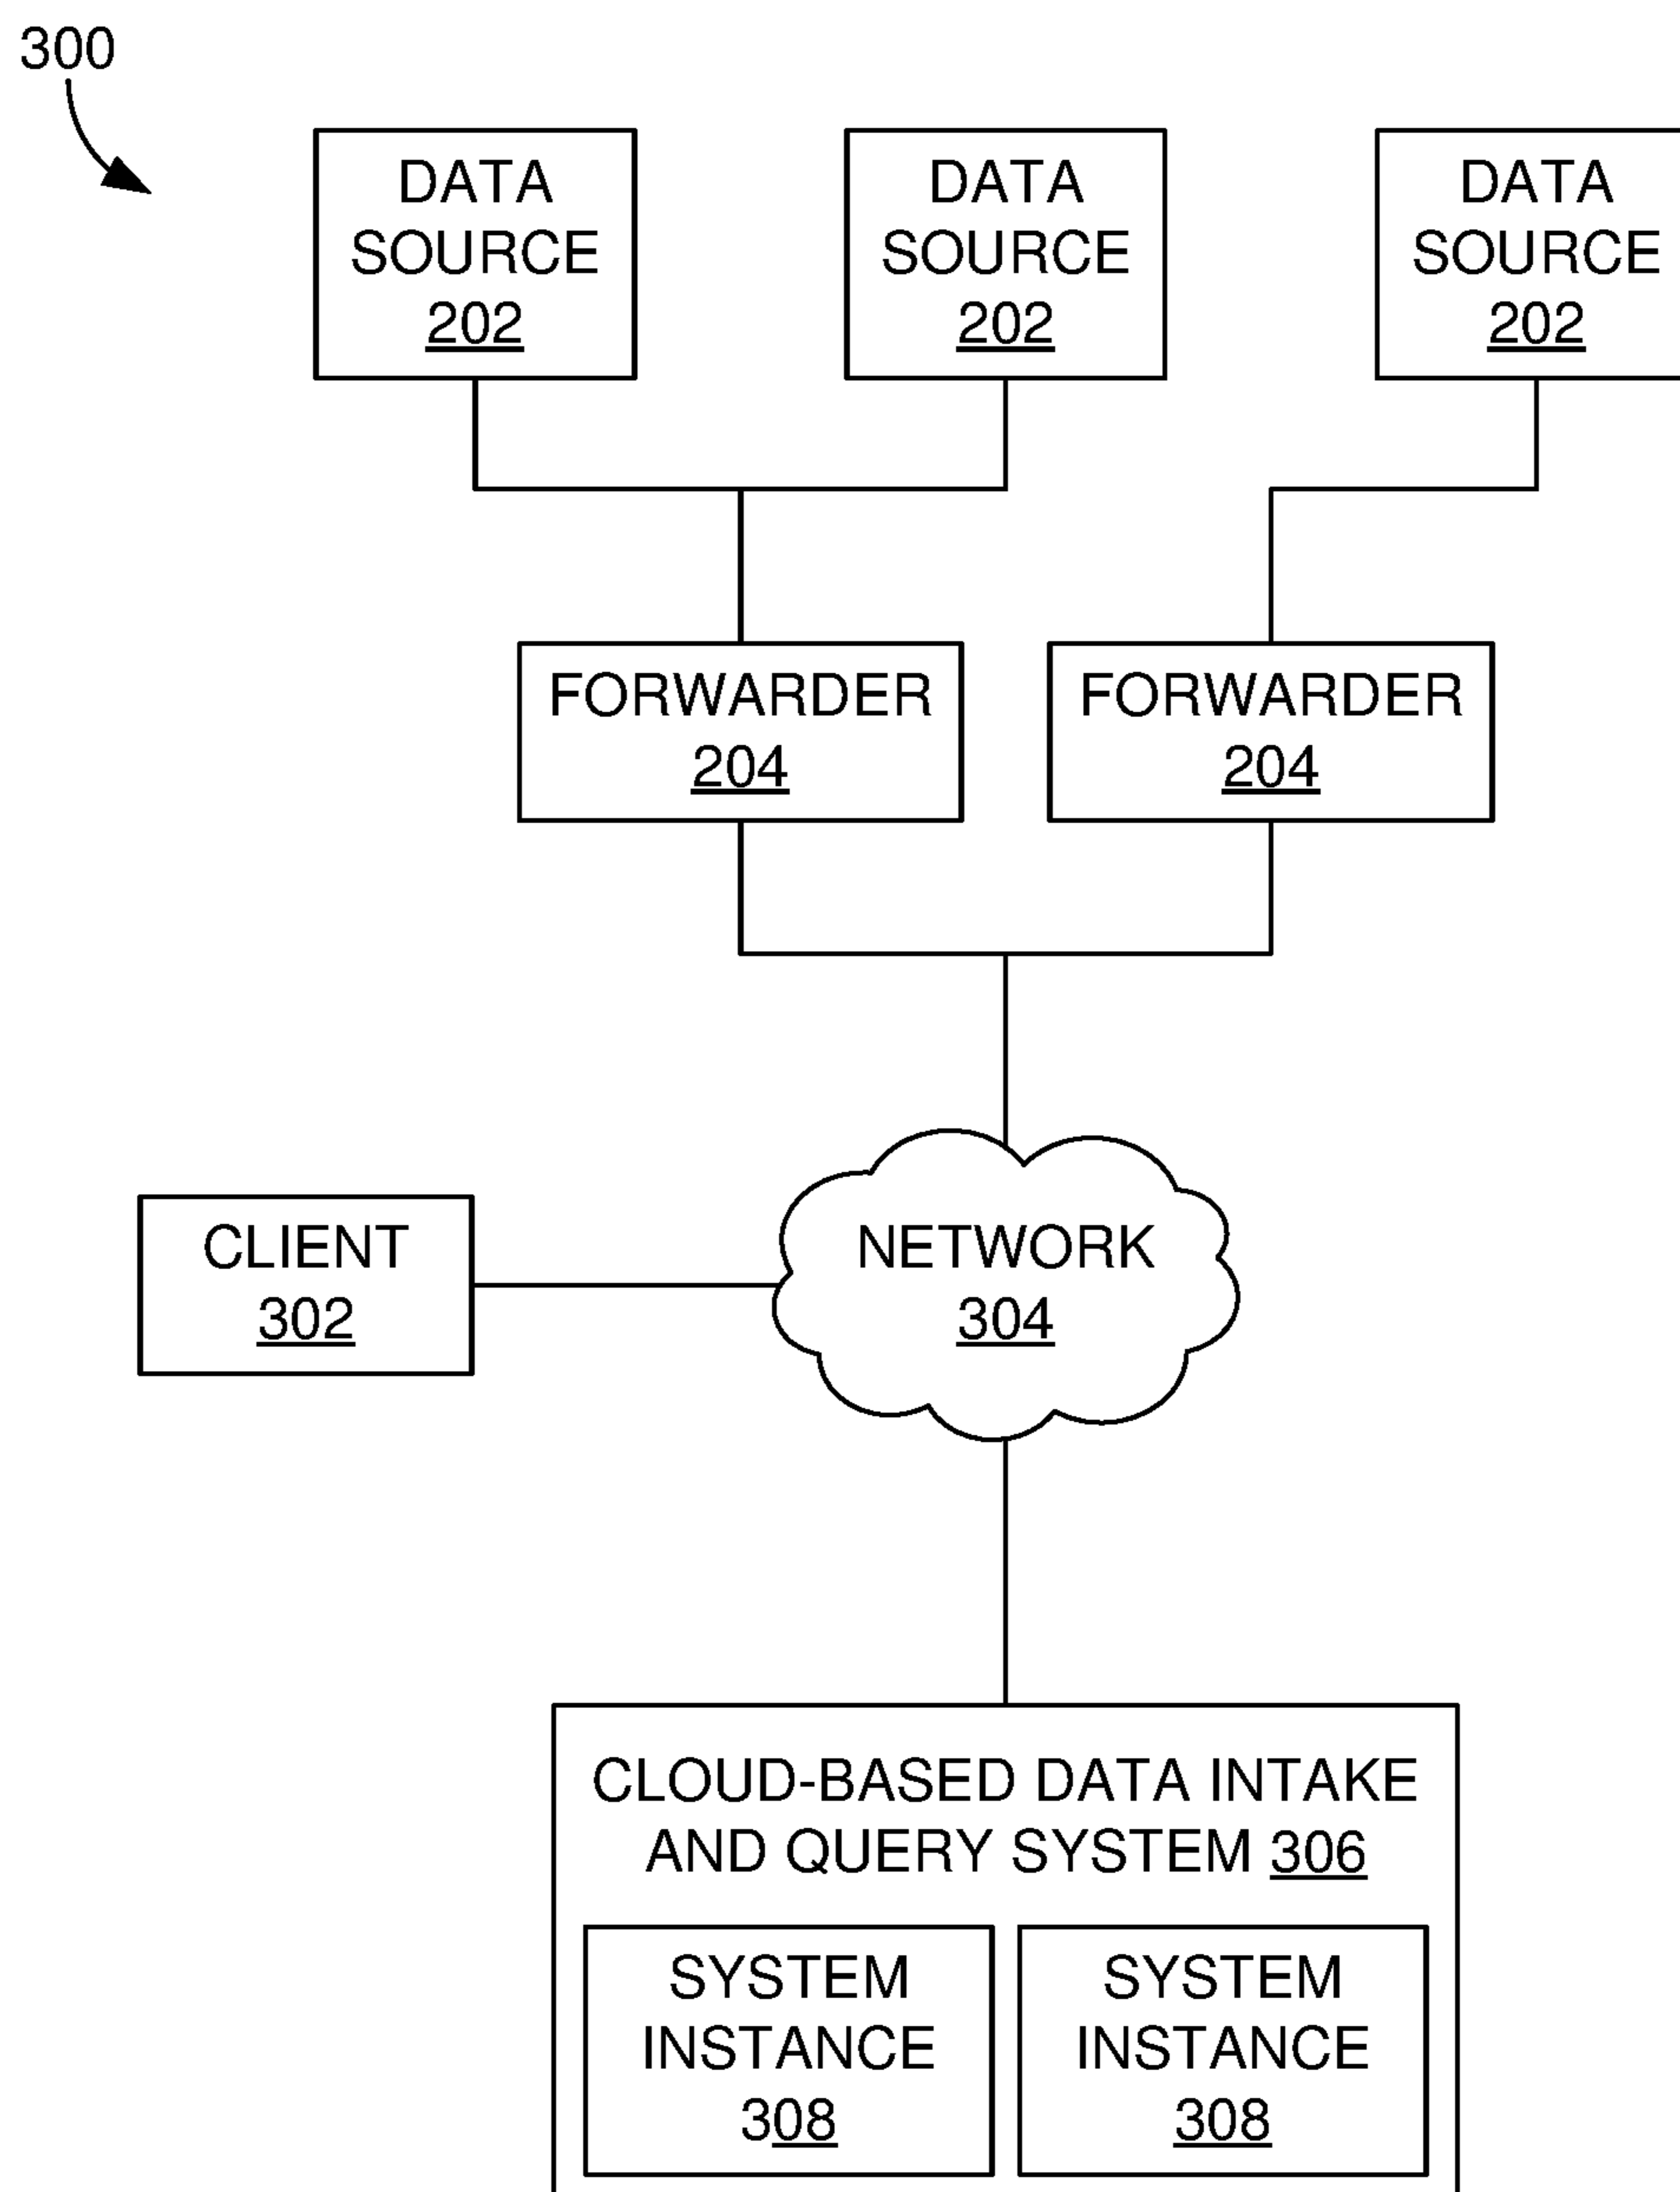 300
DATA
SOURCE
202
DATA
SOURCE
202
DATA
SOURCE
202
FORWARDER
204
FORWARDER
204
CLIENT
302
NETWORK
304
CLOUD-BASED DATA INTAKE
AND QUERY SYSTEM 306
SYSTEM
INSTANCE
308
SYSTEM
INSTANCE
308